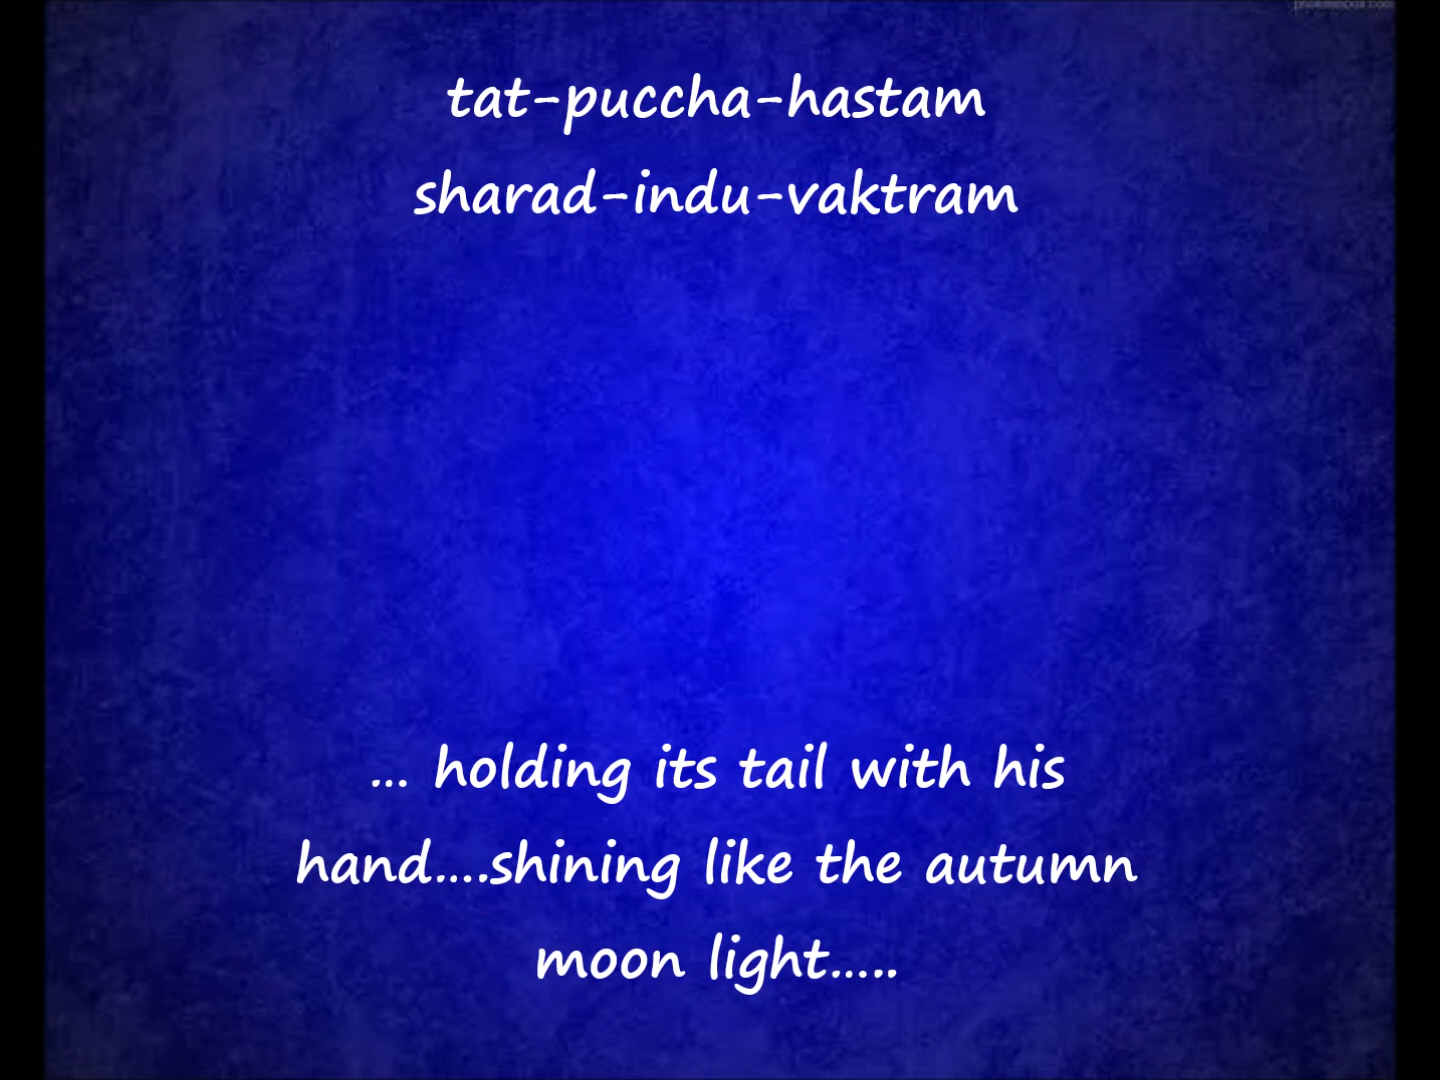 tat-puccha-hastam
sharad-indu-vaktram
... holding its tail with his
hand....shining like the autumn
moon light.....